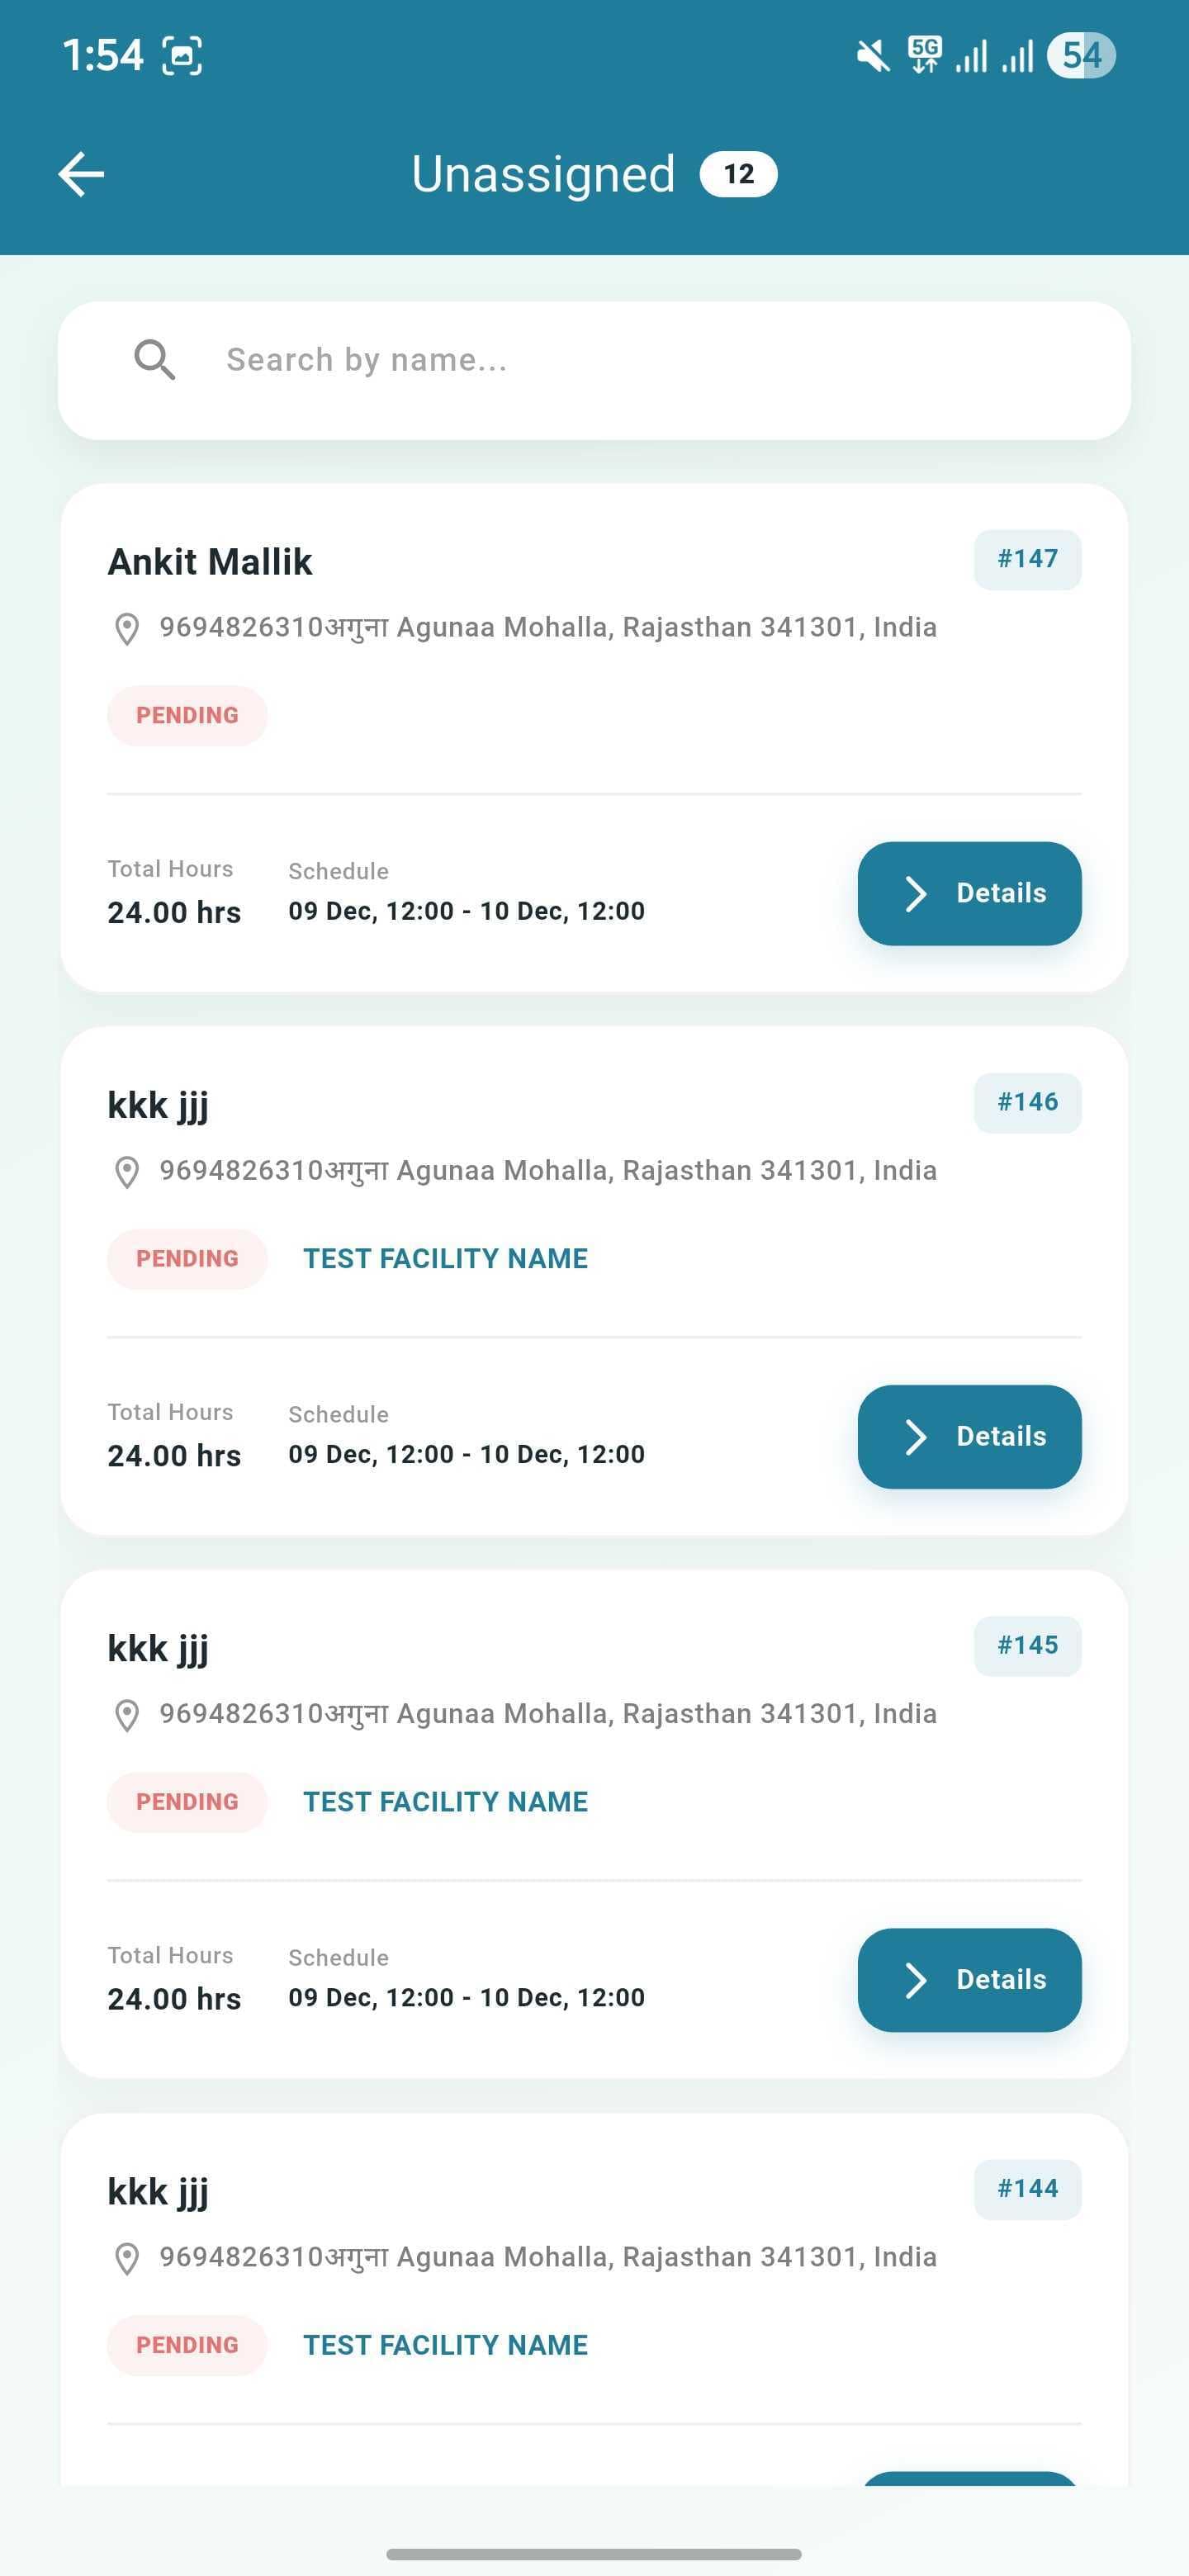 1:54 5G 54
Unassigned 12
Search by name...
Ankit Mallik #147
9694826310अगुना Agunaa Mohalla, Rajasthan 341301, India
PENDING
Total Hours Schedule
24.00 hrs 09 Dec, 12:00 - 10 Dec, 12:00 Details
kkk jjj #146
9694826310अगुना Agunaa Mohalla, Rajasthan 341301, India
PENDING TEST FACILITY NAME
Total Hours Schedule
24.00 hrs 09 Dec, 12:00 - 10 Dec, 12:00 Details
kkk jjj #145
9694826310अगुना Agunaa Mohalla, Rajasthan 341301, India
PENDING TEST FACILITY NAME
Total Hours Schedule
24.00 hrs 09 Dec, 12:00 - 10 Dec, 12:00 Details
kkk jjj #144
9694826310अगुना Agunaa Mohalla, Rajasthan 341301, India
PENDING TEST FACILITY NAME